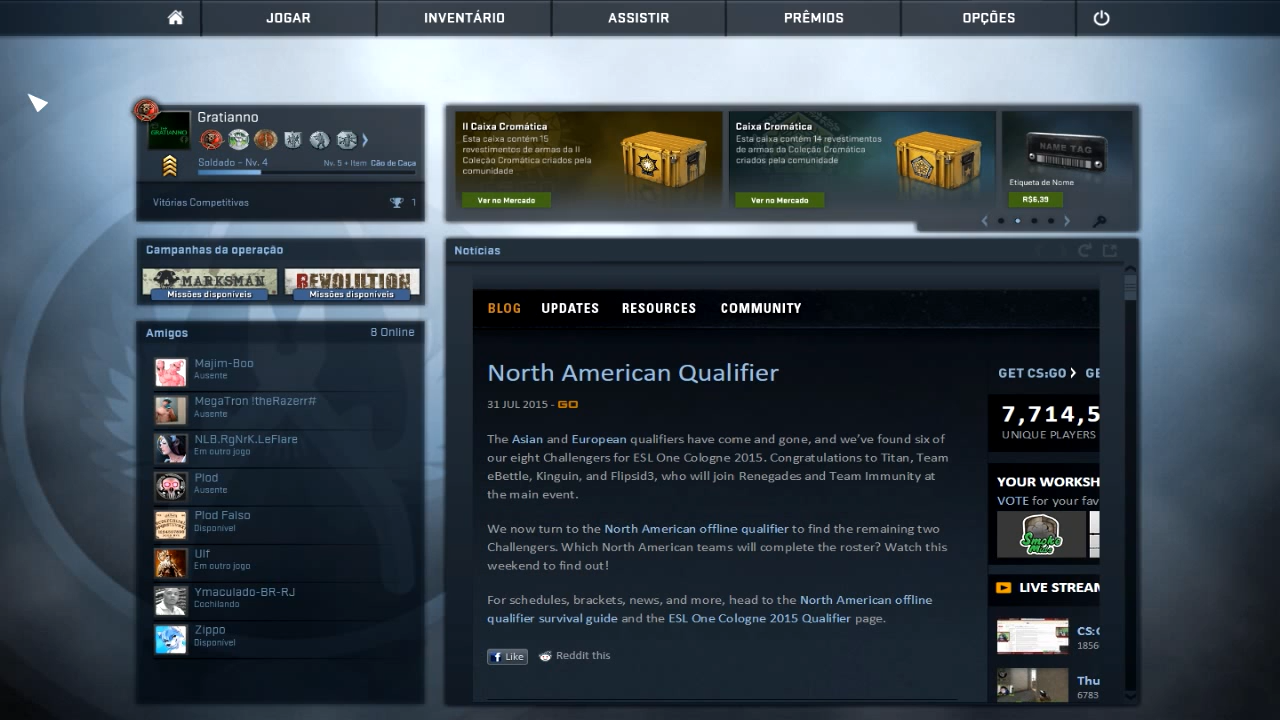 JOGAR
INVENTÁRIO
ASSISTIR
PRÊMIOS
OPÇÕES
Gratianno
GRATIANNO
Soldado - Nv. 4
Nv. 5 + Item Cão de Caça
Vitórias Competitivas
1
II Caixa Cromática
Esta caixa contém 15
revestimentos de armas da II
Coleção Cromática criados pela
comunidade
Ver no Mercado
Caixa Cromática
Esta caixa contém 14 revestimentos
de armas da Coleção Cromática
criados pela comunidade
Ver no Mercado
NAME TAG
Etiqueta de Nome
R$6,39
Campanhas da operação
MARKSMAN
Missões disponíveis
REVOLUTION
Missões disponíveis
Amigos
8 Online
Majim-Boo
Ausente
MegaTron !theRazerr#
Ausente
NLB.RgNrK.LeFlare
Em outro jogo
Plod
Ausente
Plod Falso
Disponível
Ulf
Em outro jogo
Ymaculado-BR-RJ
Cochilando
Zippo
Disponível
Notícias
BLOG
UPDATES
RESOURCES
COMMUNITY
North American Qualifier
31 JUL 2015 - GO
The Asian and European qualifiers have come and gone, and we've found six of
our eight Challengers for ESL One Cologne 2015. Congratulations to Titan, Team
eBettle, Kinguin, and Flipsid3, who will join Renegades and Team Immunity at
the main event.
We now turn to the North American offline qualifier to find the remaining two
Challengers. Which North American teams will complete the roster? Watch this
weekend to find out!
For schedules, brackets, news, and more, head to the North American offline
qualifier survival guide and the ESL One Cologne 2015 Qualifier page.
Like
Reddit this
GET CS:GO
GE
7,714,5
UNIQUE PLAYERS
YOUR WORKSH
VOTE for your fav
LIVE STREAM
CS:G
1856
Thu
6783